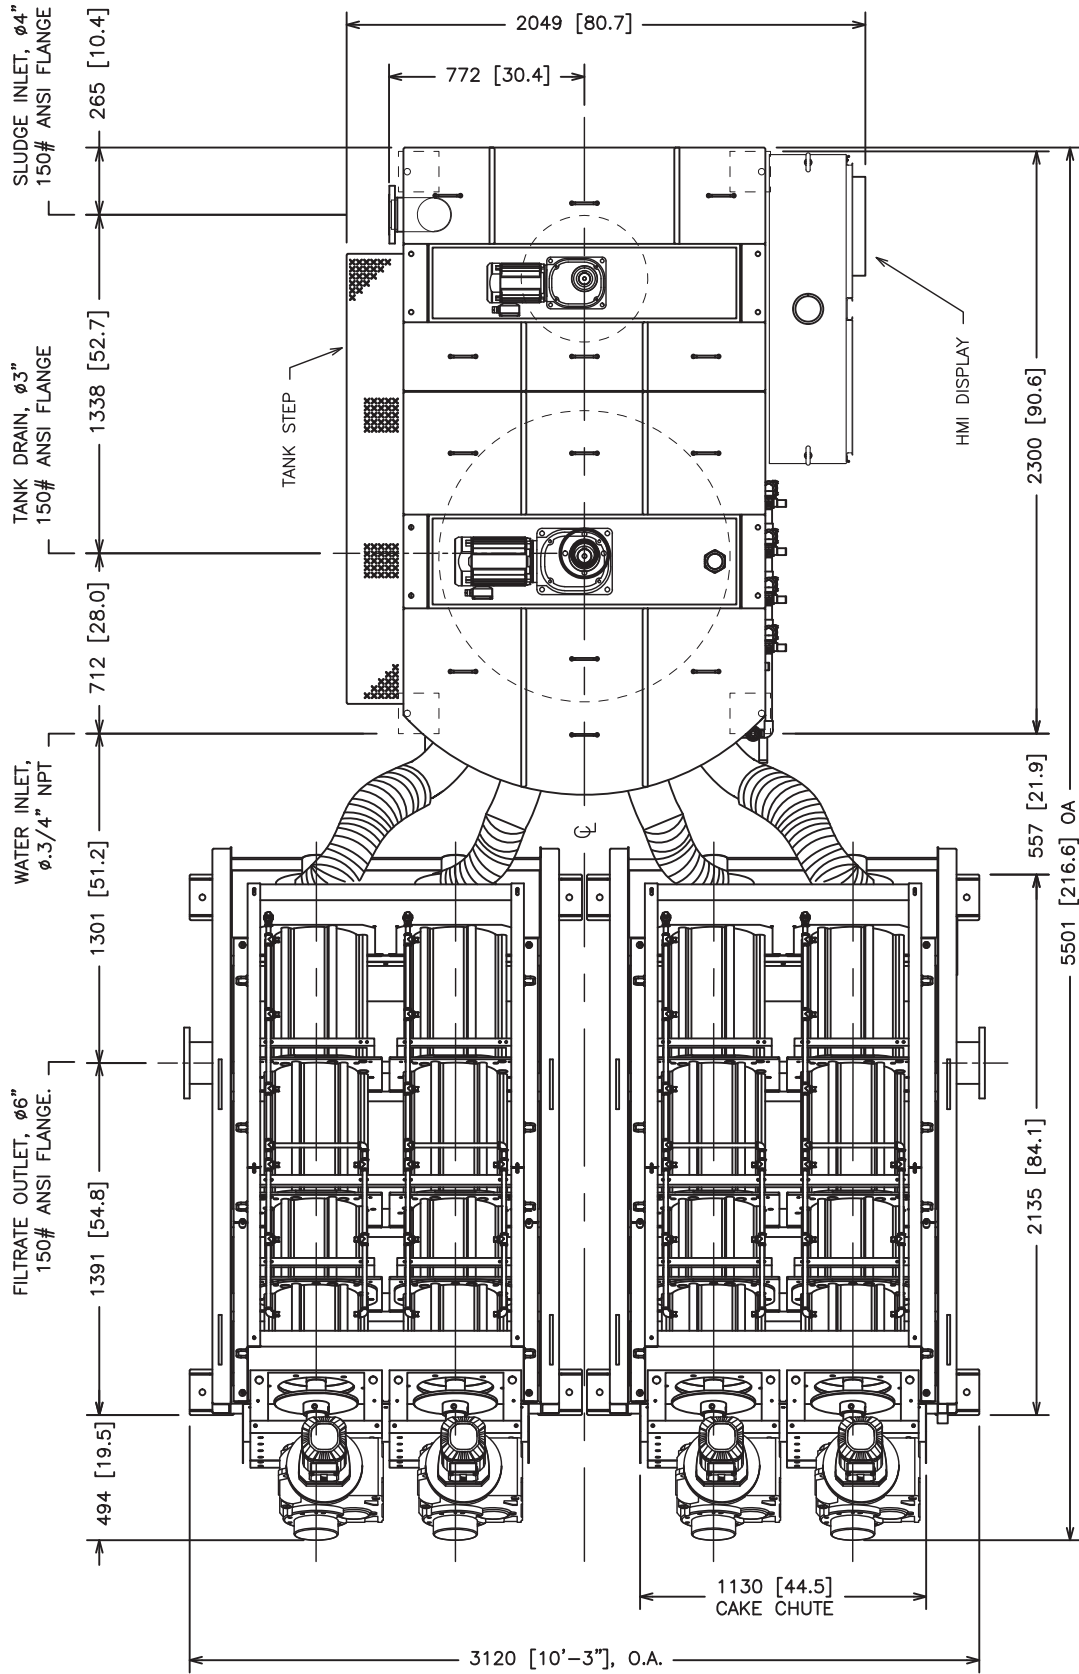 2049 [80.7]
772 [30.4]
SLUDGE INLET, ø4"
150# ANSI FLANGE
265 [10.4]
1338 [52.7]
TANK DRAIN, ø3"
150# ANSI FLANGE
712 [28.0]
WATER INLET,
ø.3/4" NPT
1301 [51.2]
FILTRATE OUTLET, ø6"
150# ANSI FLANGE.
1391 [54.8]
494 [19.5]
TANK STEP
HMI DISPLAY
2300 [90.6]
557 [21.9]
5501 [216.6] OA
2135 [84.1]
CL
1130 [44.5]
CAKE CHUTE
3120 [10'-3"], O.A.